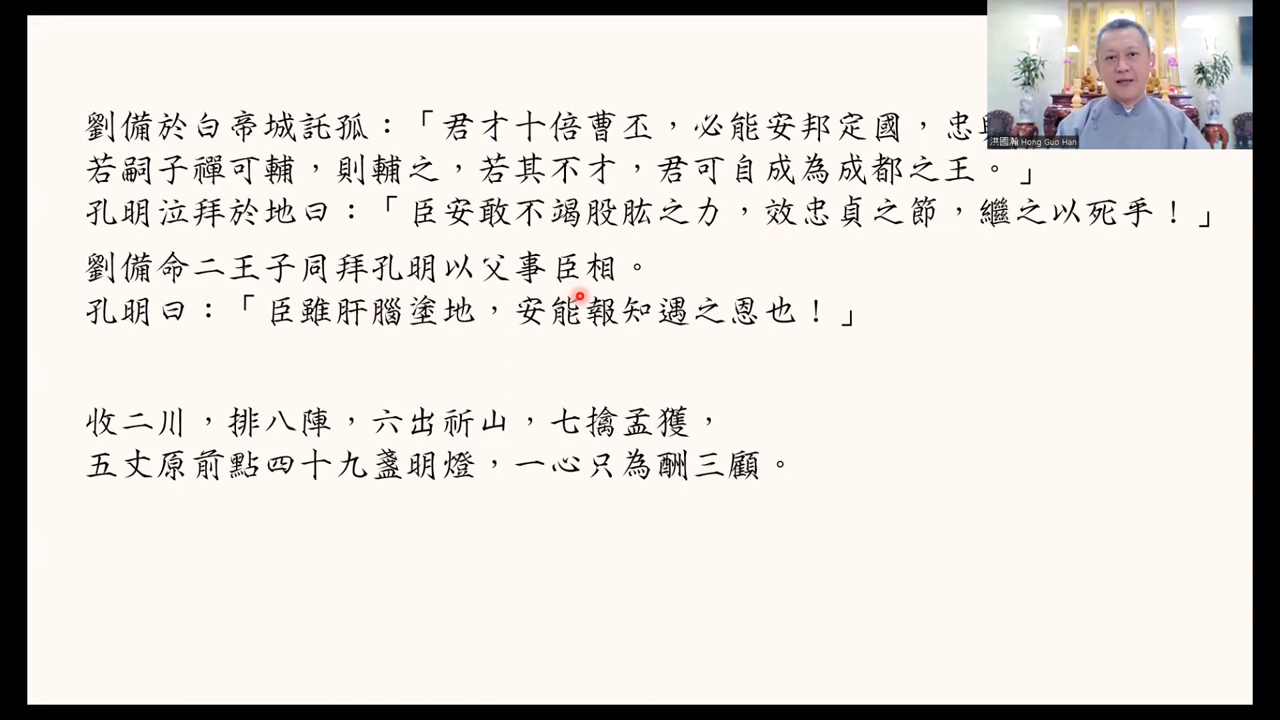 劉備於白帝城託孤：「君才十倍曹丕，必能安邦定國，忠
若嗣子禪可輔，則輔之，若其不才，君可自成為成都之王。」
孔明泣拜於地曰：「臣安敢不竭股肱之力，效忠貞之節，繼之以死乎！」
劉備命二王子同拜孔明以父事臣相。
孔明曰：「臣雖肝腦塗地，安能報知遇之恩也！」
收二川，排八陣，六出祈山，七擒孟獲，
五丈原前點四十九盞明燈，一心只為酬三顧。
洪國瀚 Hong Guo Han